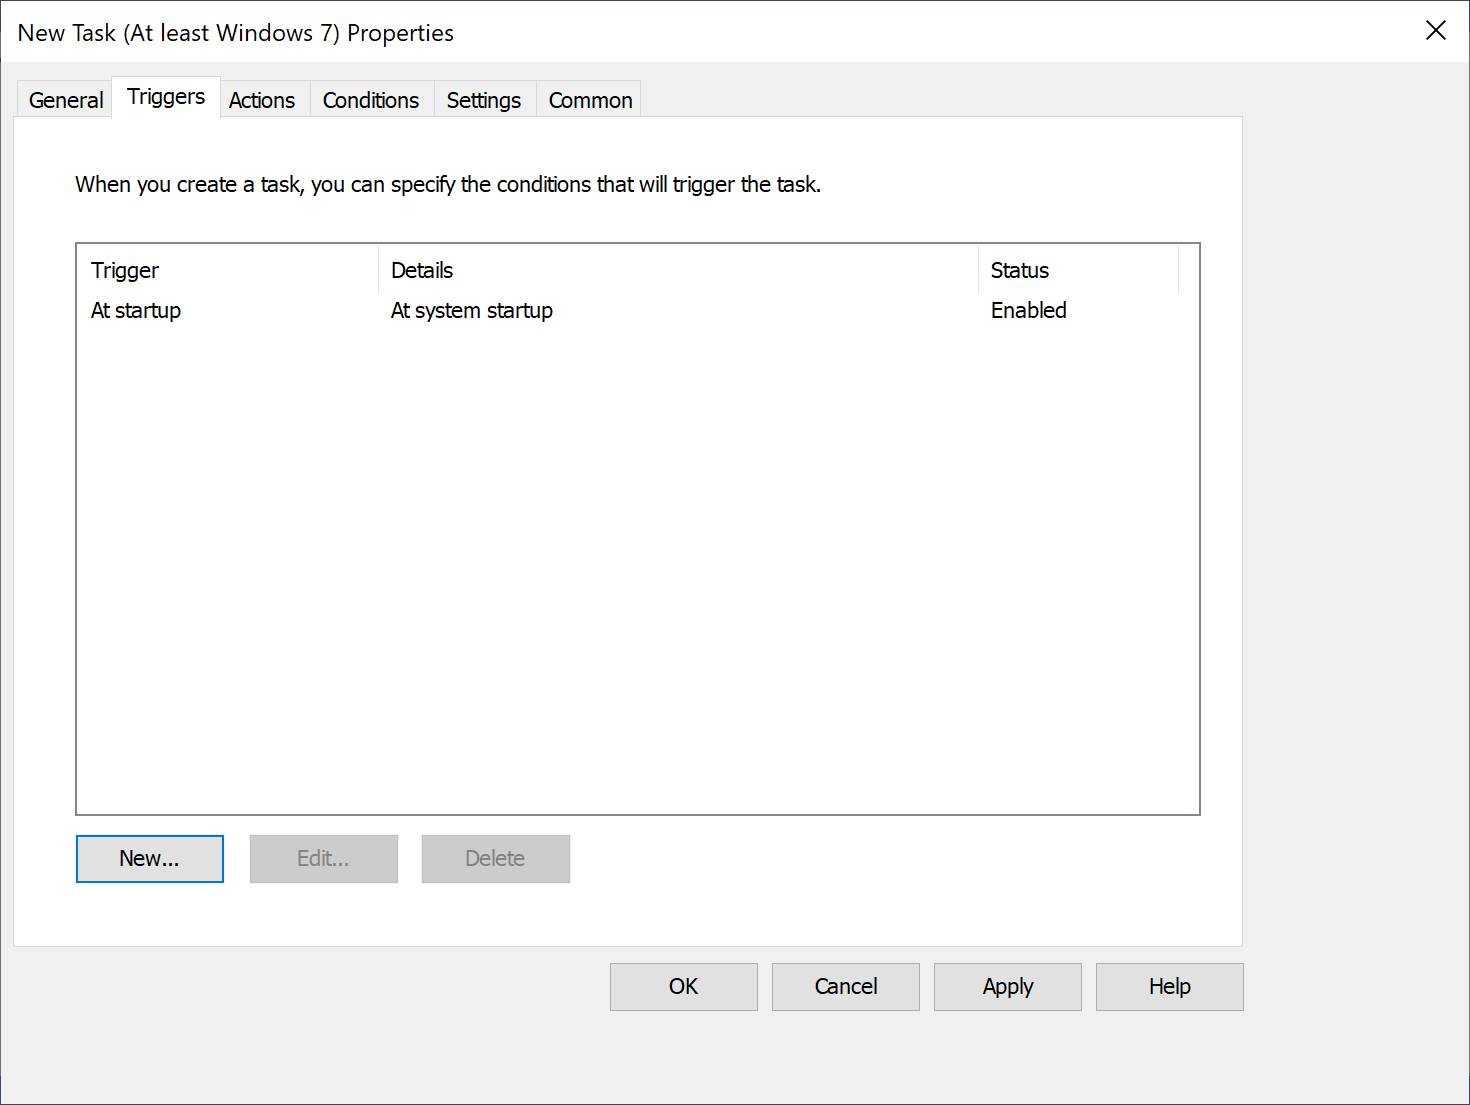 New Task (At least Windows 7) Properties
General Triggers Actions Conditions Settings Common
When you create a task, you can specify the conditions that will trigger the task.
Trigger Details Status
At startup At system startup Enabled
New... Edit... Delete
OK Cancel Apply Help